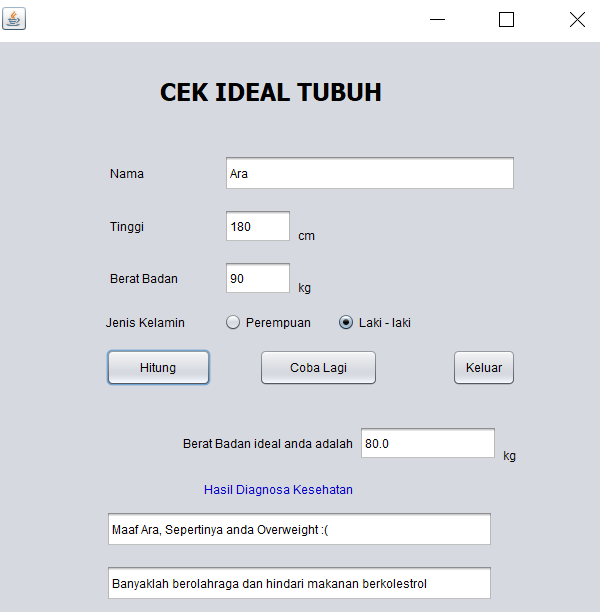 CEK IDEAL TUBUH
Nama Ara
Tinggi 180 cm
Berat Badan 90 kg
Jenis Kelamin Perempuan Laki - laki
Hitung Coba Lagi Keluar
Berat Badan ideal anda adalah 80.0 kg
Hasil Diagnosa Kesehatan
Maaf Ara, Sepertinya anda Overweight :(
Banyaklah berolahraga dan hindari makanan berkolestrol